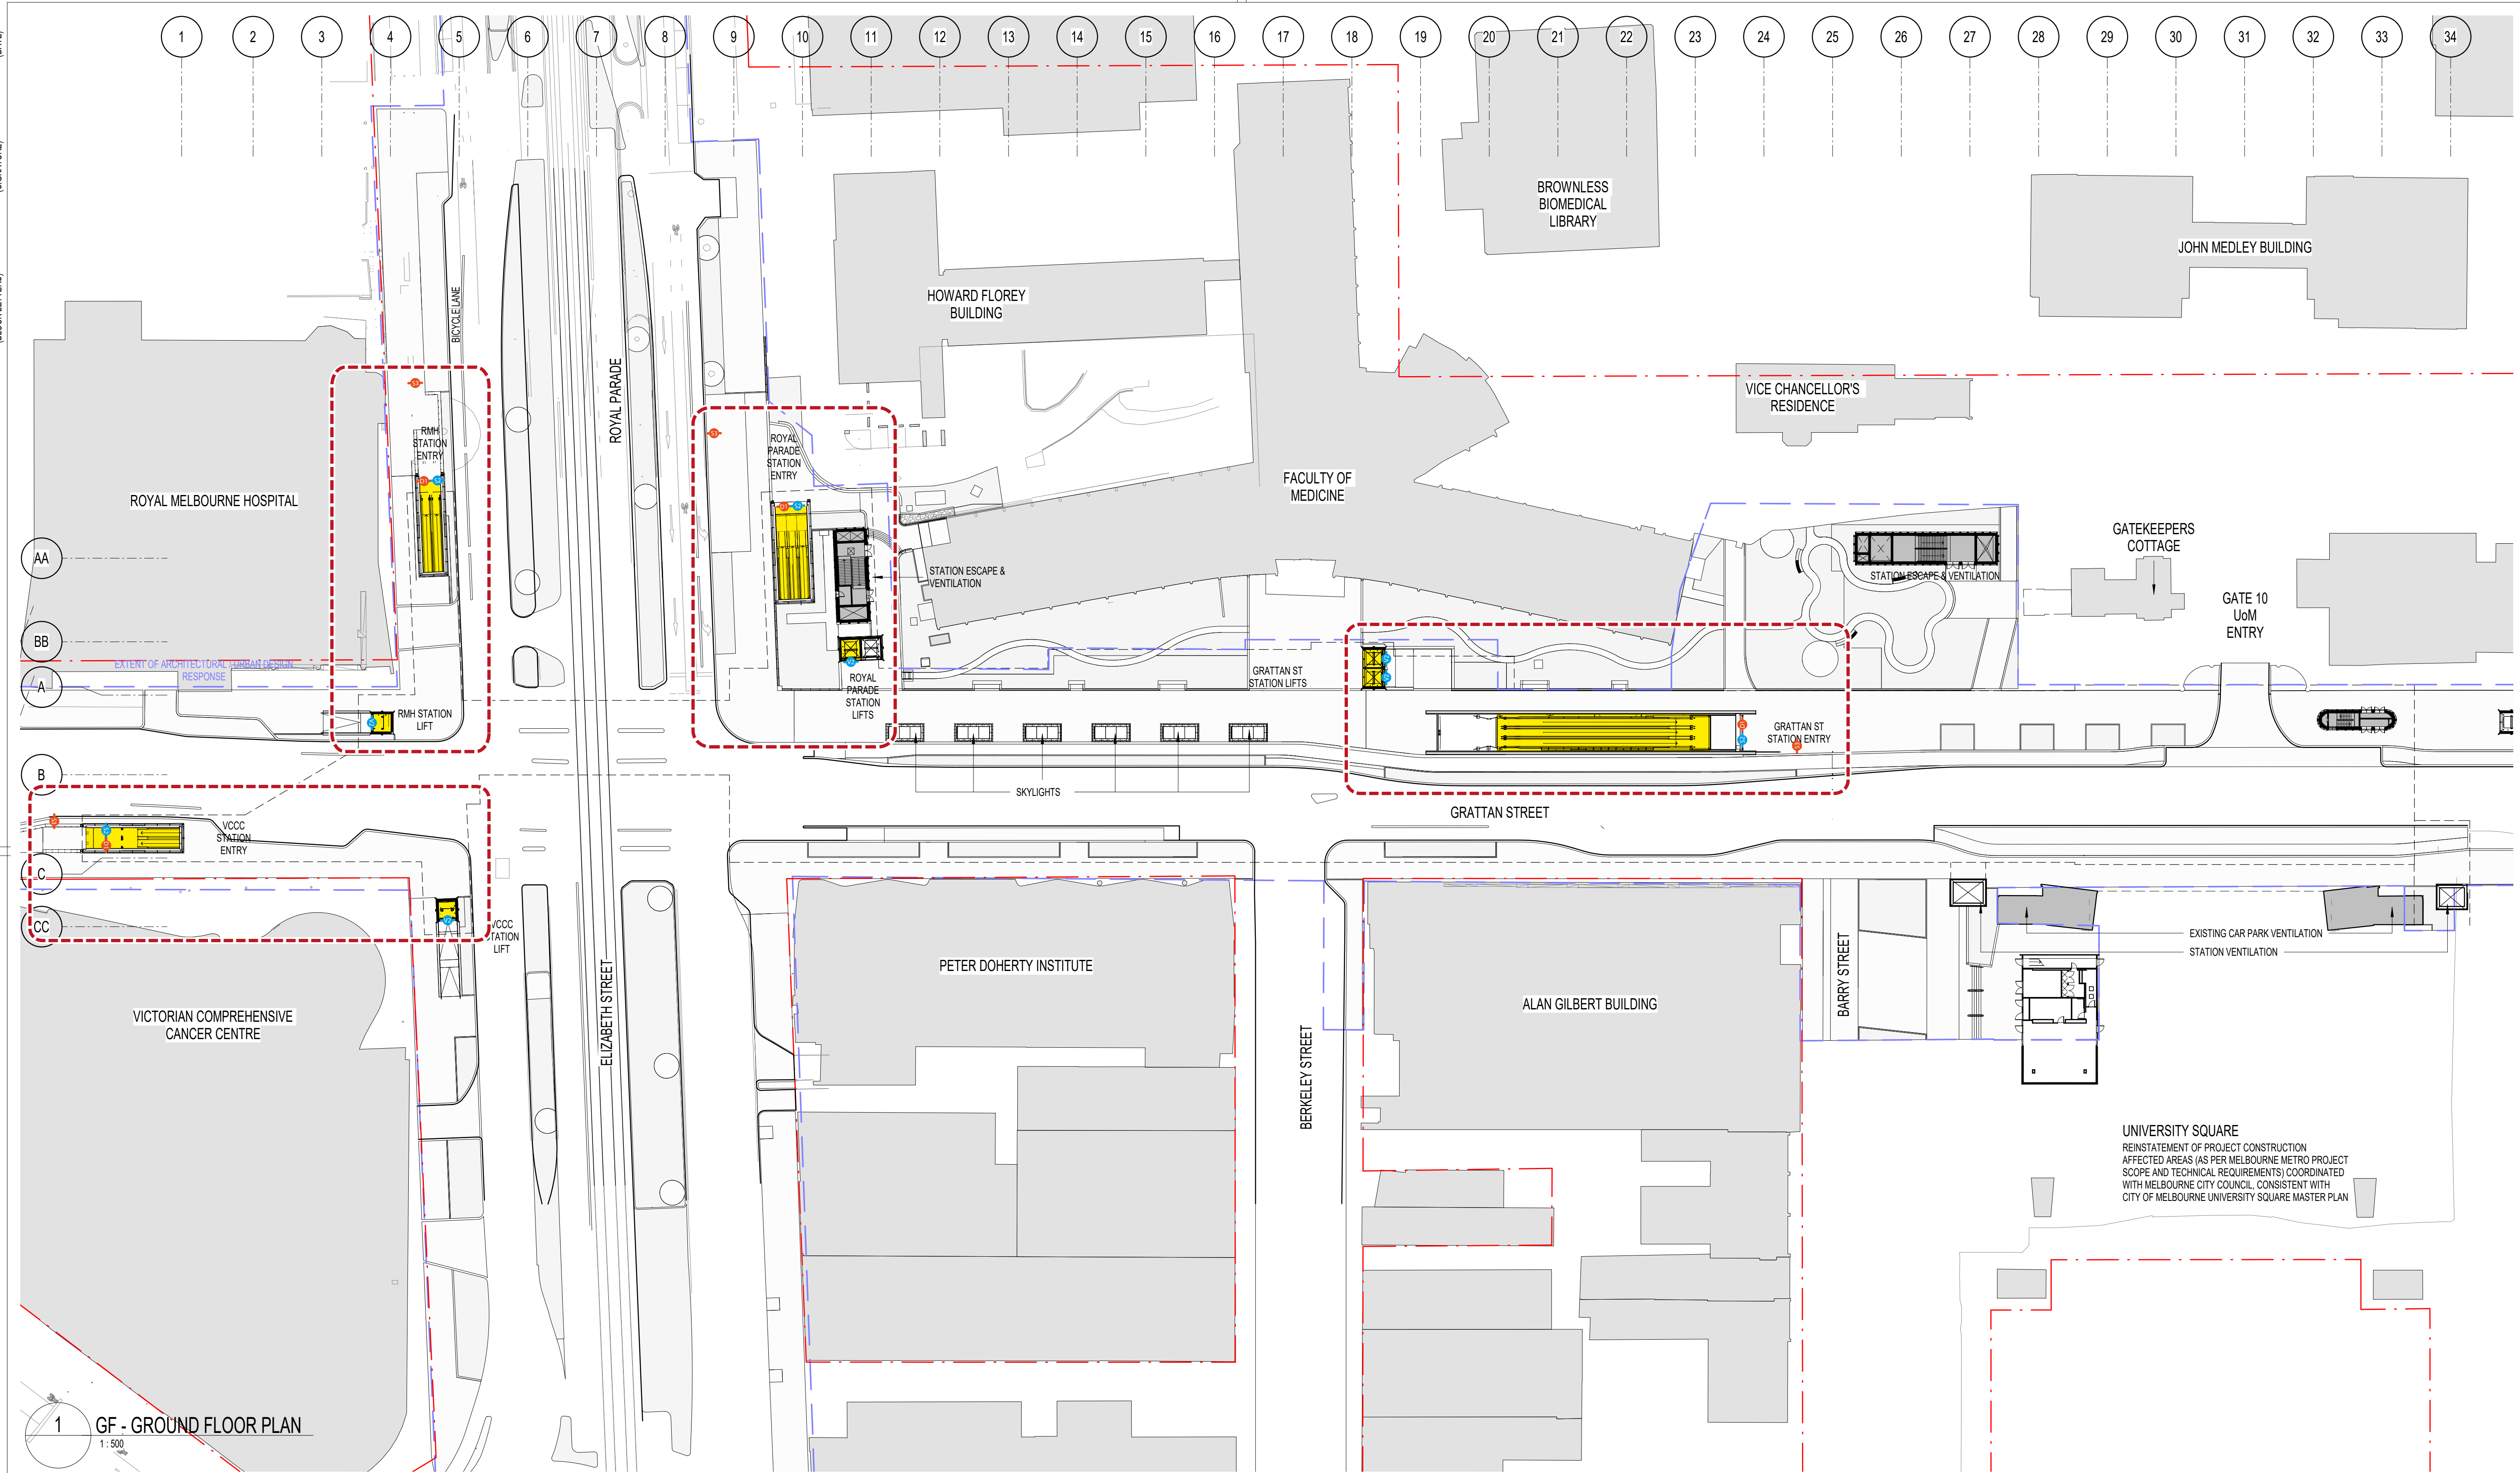 1 2 3 4 5 6 7 8 9 10 11 12 13 14 15 16 17 18 19 20 21 22 23 24 25 26 27 28 29 30 31 32 33 34
BROWNLESS
BIOMEDICAL
LIBRARY
JOHN MEDLEY BUILDING
HOWARD FLOREY
BUILDING
BICYCLE LANE
ROYAL PARADE
VICE CHANCELLOR'S
RESIDENCE
RMH
STATION
ENTRY
ROYAL
PARADE
STATION
ENTRY
ROYAL MELBOURNE HOSPITAL
FACULTY OF
MEDICINE
AA
STATION ESCAPE &
VENTILATION
STATION ESCAPE & VENTILATION
GATEKEEPERS
COTTAGE
GATE 10
UoM
ENTRY
BB
EXTENT OF ARCHITECTURAL / URBAN DESIGN
RESPONSE
A
GRATTAN ST
STATION LIFTS
ROYAL
PARADE
STATION
LIFTS
RMH STATION
LIFT
GRATTAN ST
STATION ENTRY
B
SKYLIGHTS
GRATTAN STREET
VCCC
STATION
ENTRY
C
CC
VCCC
STATION
LIFT
EXISTING CAR PARK VENTILATION
STATION VENTILATION
PETER DOHERTY INSTITUTE
ALAN GILBERT BUILDING
BARRY STREET
ELIZABETH STREET
BERKELEY STREET
VICTORIAN COMPREHENSIVE
CANCER CENTRE
UNIVERSITY SQUARE
REINSTATEMENT OF PROJECT CONSTRUCTION
AFFECTED AREAS (AS PER MELBOURNE METRO PROJECT
SCOPE AND TECHNICAL REQUIREMENTS) COORDINATED
WITH MELBOURNE CITY COUNCIL, CONSISTENT WITH
CITY OF MELBOURNE UNIVERSITY SQUARE MASTER PLAN
1
GF - GROUND FLOOR PLAN
1 : 500